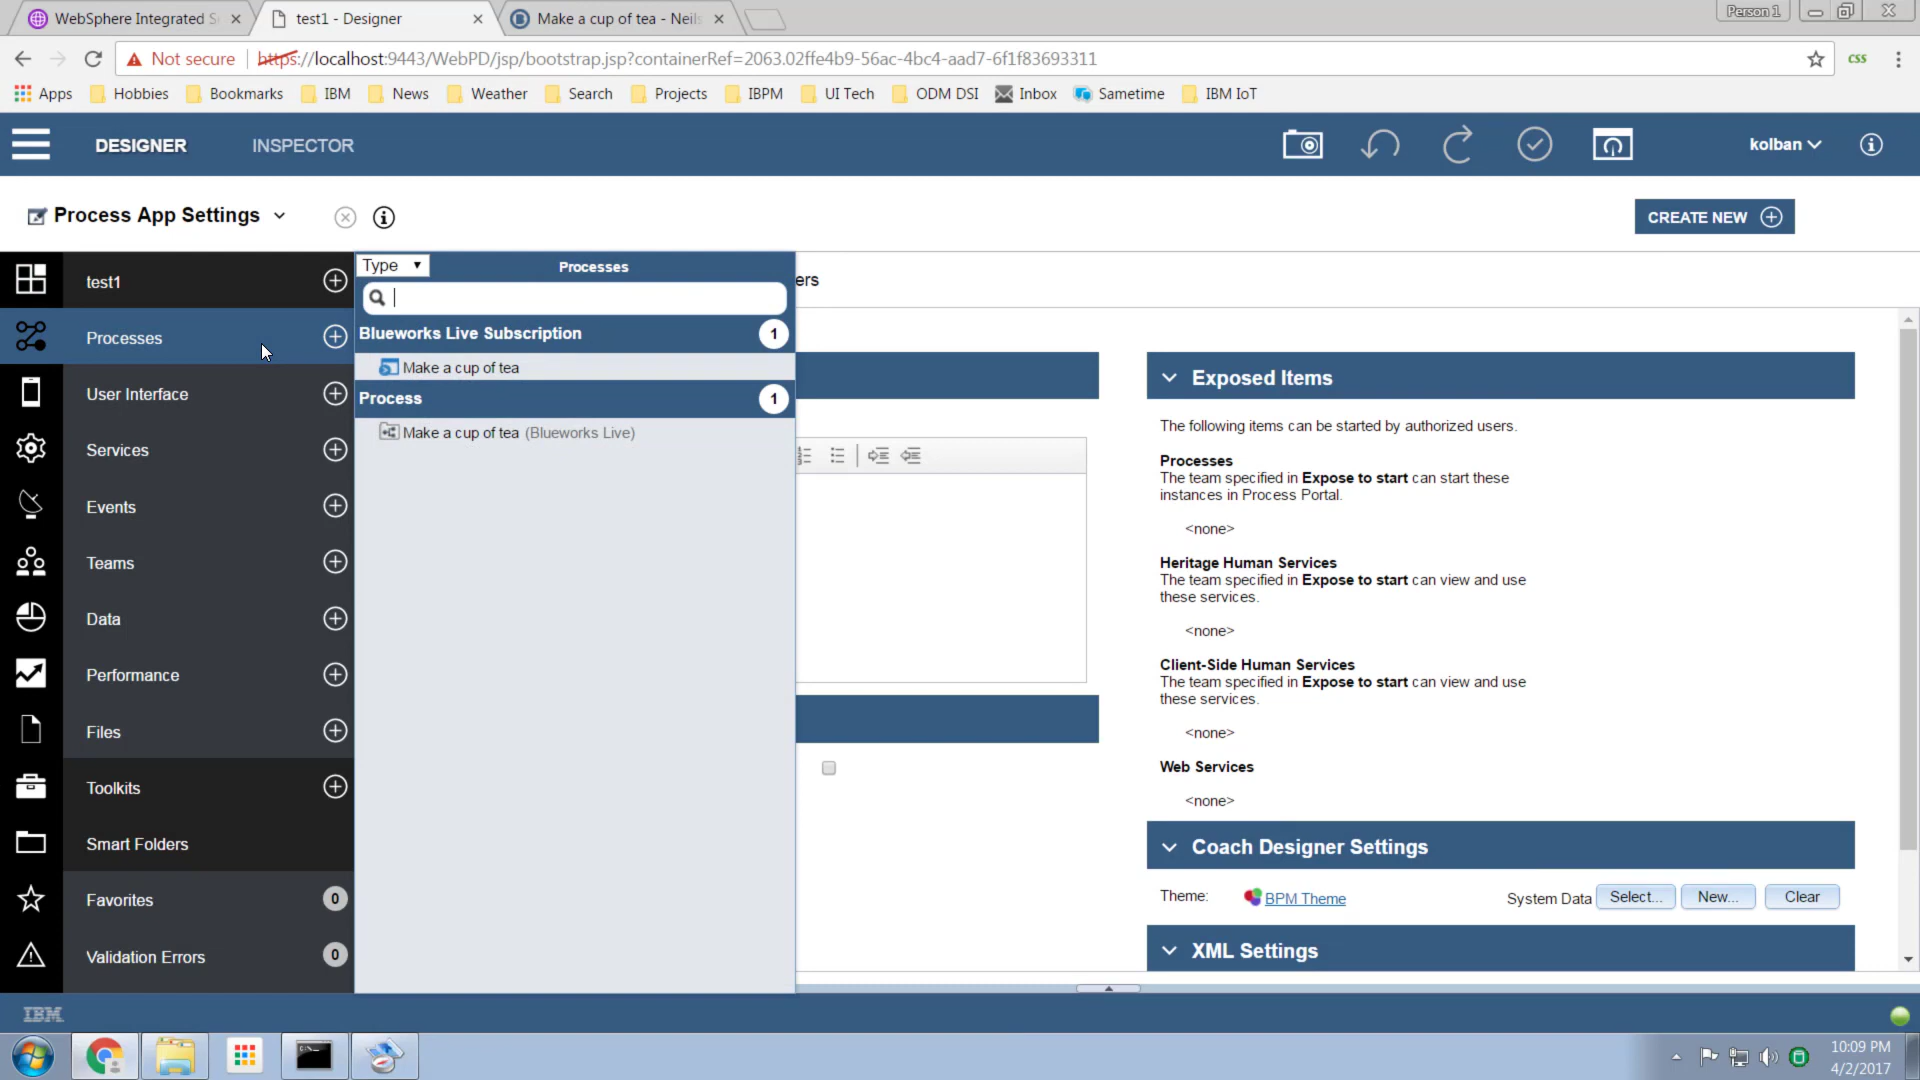 WebSphere Integrated S
test1 - Designer
Make a cup of tea - Neils
Person 1
Not secure
https://localhost:9443/WebPD/jsp/bootstrap.jsp?containerRef=2063.02ffe4b9-56ac-4bc4-aad7-6f1f83693311
CSS
Apps
Hobbies
Bookmarks
IBM
News
Weather
Search
Projects
IBPM
UI Tech
ODM DSI
Inbox
Sametime
IBM IoT
DESIGNER
INSPECTOR
kolban
Process App Settings
CREATE NEW
test1
Processes
User Interface
Services
Events
Teams
Data
Performance
Files
Toolkits
Smart Folders
Favorites
0
Validation Errors
0
Type
Processes
Blueworks Live Subscription
1
Make a cup of tea
Process
1
Make a cup of tea (Blueworks Live)
ers
Exposed Items
The following items can be started by authorized users.
Processes
The team specified in Expose to start can start these
instances in Process Portal.
<none>
Heritage Human Services
The team specified in Expose to start can view and use
these services.
<none>
Client-Side Human Services
The team specified in Expose to start can view and use
these services.
<none>
Web Services
<none>
Coach Designer Settings
Theme:
BPM Theme
System Data
Select...
New...
Clear
XML Settings
IBM
10:09 PM
4/2/2017